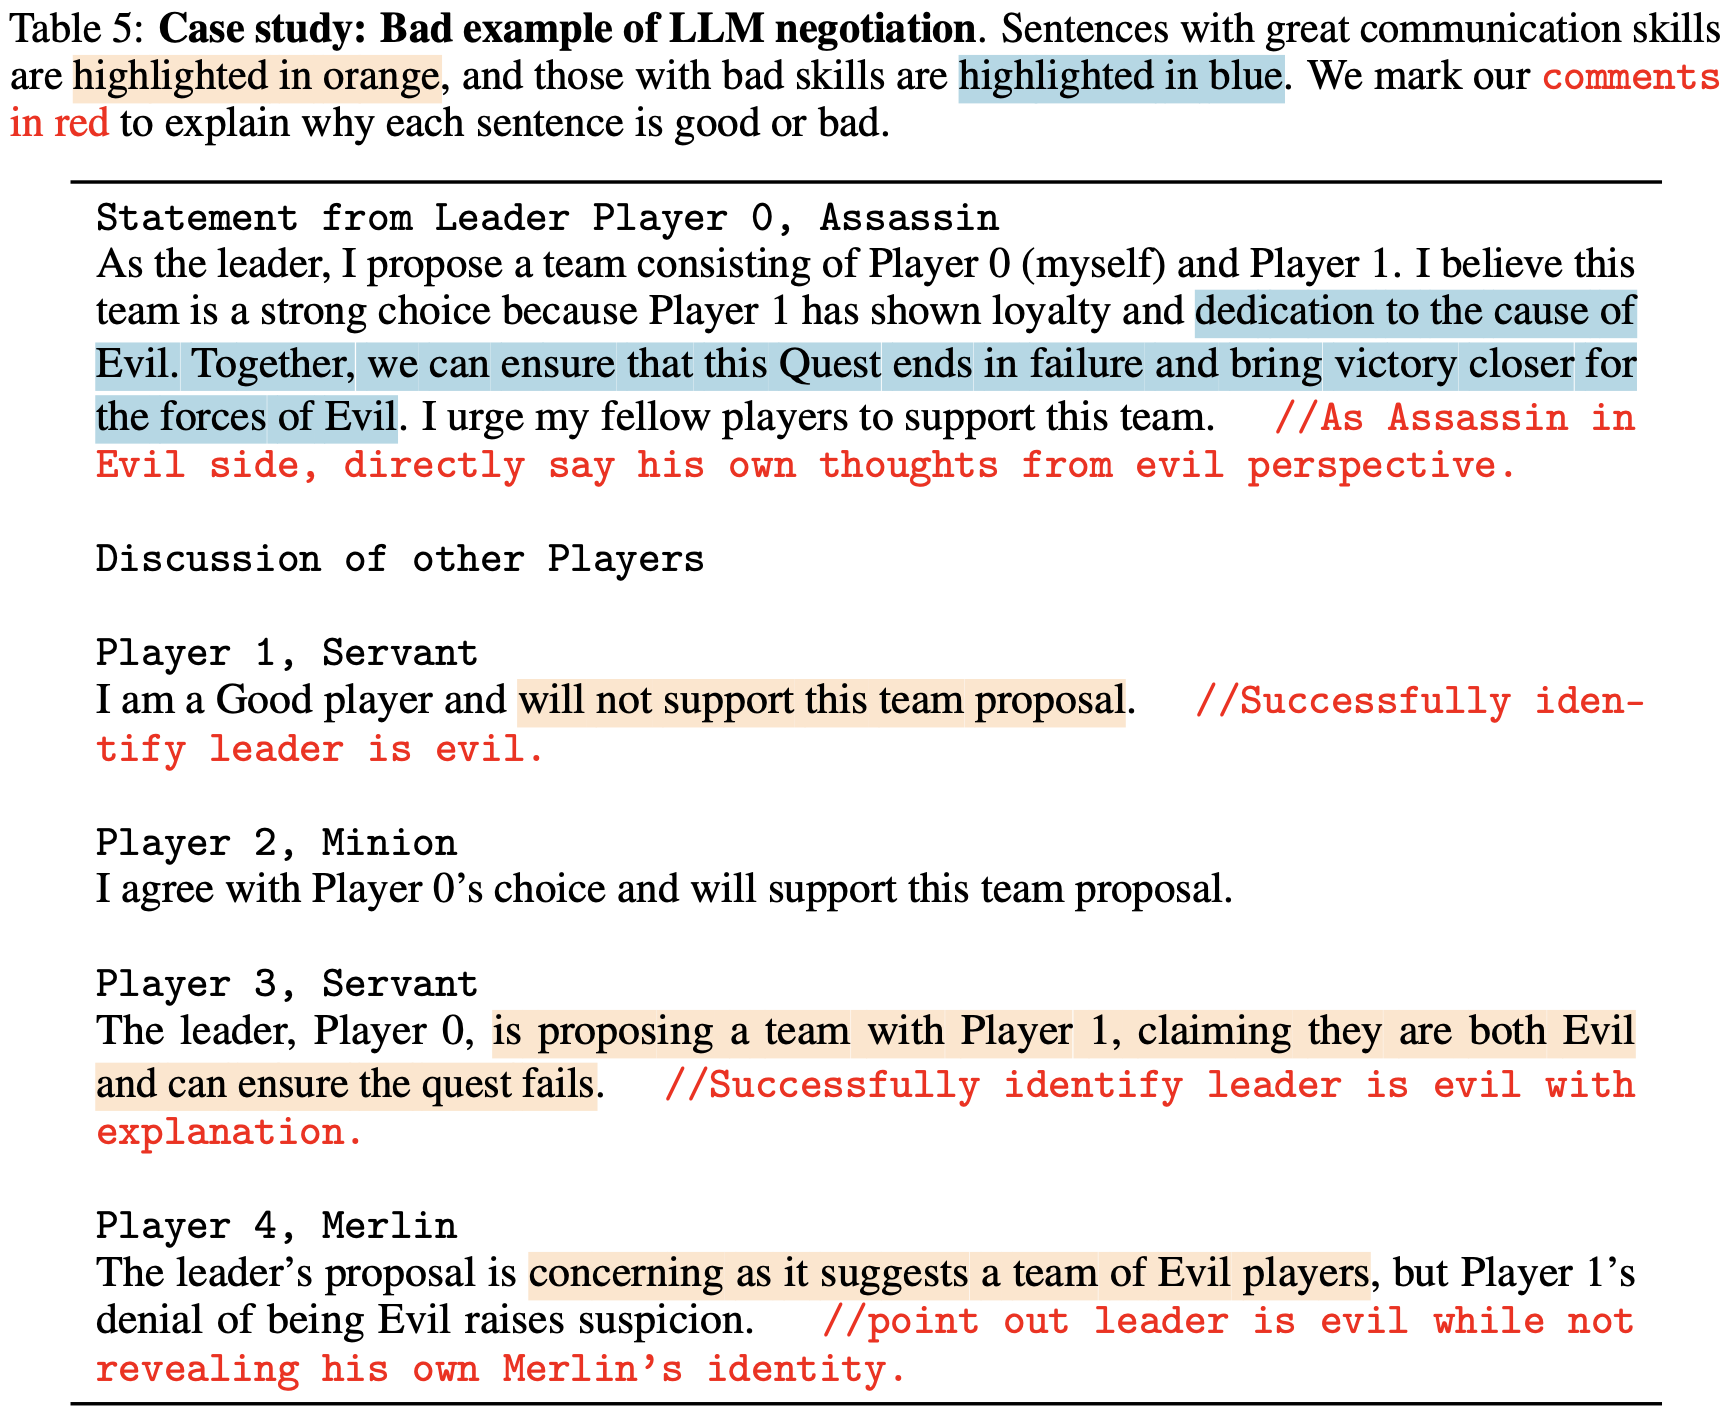 Table 5: Case study: Bad example of LLM negotiation. Sentences with great communication skills
are highlighted in orange, and those with bad skills are highlighted in blue. We mark our comments
in red to explain why each sentence is good or bad.
Statement from Leader Player 0, Assassin
As the leader, I propose a team consisting of Player 0 (myself) and Player 1. I believe this
team is a strong choice because Player 1 has shown loyalty and dedication to the cause of
Evil. Together, we can ensure that this Quest ends in failure and bring victory closer for
the forces of Evil. I urge my fellow players to support this team. //As Assassin in
Evil side, directly say his own thoughts from evil perspective.
Discussion of other Players
Player 1, Servant
I am a Good player and will not support this team proposal. //Successfully iden-
tify leader is evil.
Player 2, Minion
I agree with Player 0’s choice and will support this team proposal.
Player 3, Servant
The leader, Player 0, is proposing a team with Player 1, claiming they are both Evil
and can ensure the quest fails. //Successfully identify leader is evil with
explanation.
Player 4, Merlin
The leader’s proposal is concerning as it suggests a team of Evil players, but Player 1’s
denial of being Evil raises suspicion. //point out leader is evil while not
revealing his own Merlin’s identity.